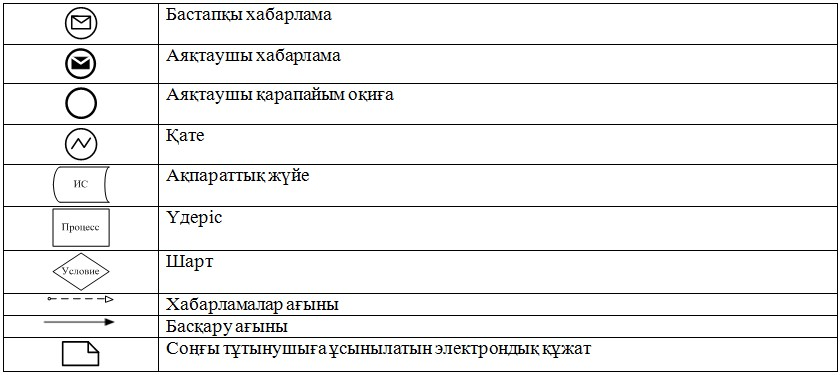 Бастапқы хабарлама
Аяқтаушы хабарлама
Аяқтаушы қарапайым оқиға
Қате
ИС
Ақпараттық жүйе
Процесс
Үдеріс
Условие
Шарт
Хабарламалар ағыны
Басқару ағыны
Соңғы тұтынушыға ұсынылатын электрондық құжат